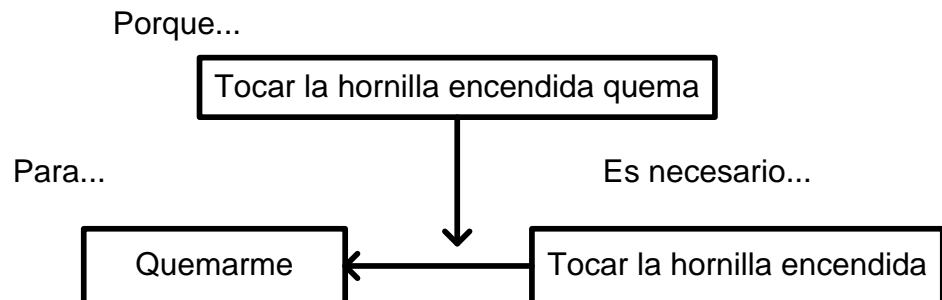 Porque...
Tocar la hornilla encendida quema
Para...
Es necesario...
Quemarme
Tocar la hornilla encendida